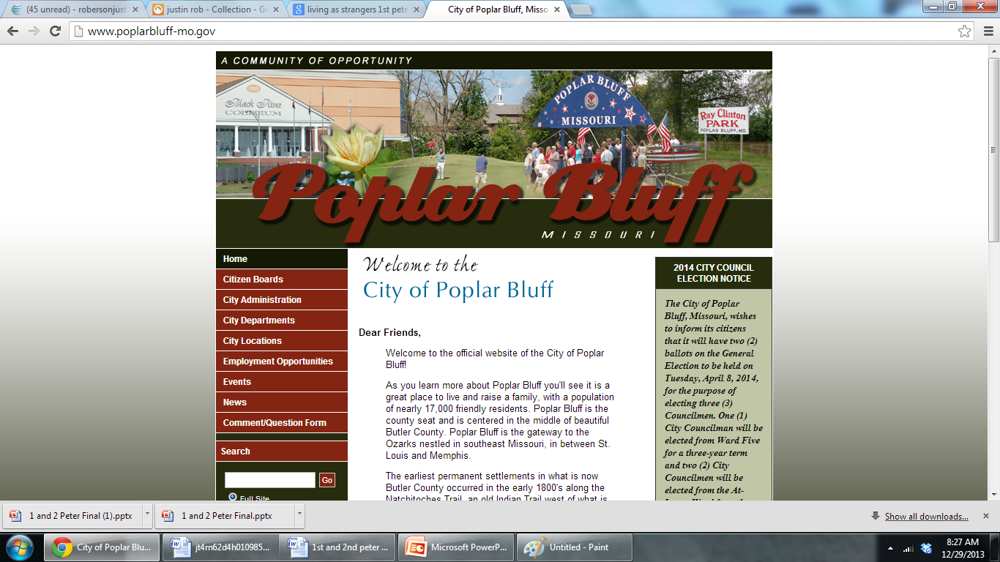 (45 unread) - robersonjust
justin rob - Collection - Gr
living as strangers 1st pete
City of Poplar Bluff, Misso
www.poplarbluff-mo.gov
A COMMUNITY OF OPPORTUNITY
Black River
COLISEUM
POPLAR BLUFF
MISSOURI
Ray Clinton
PARK
POPLAR BLUFF, MO.
Poplar Bluff
MISSOURI
Home
Citizen Boards
City Administration
City Departments
City Locations
Employment Opportunities
Events
News
Comment/Question Form
Search
Go
Full Site
Welcome to the
City of Poplar Bluff
Dear Friends,
Welcome to the official website of the City of Poplar
Bluff!
As you learn more about Poplar Bluff you'll see it is a
great place to live and raise a family, with a population
of nearly 17,000 friendly residents. Poplar Bluff is the
county seat and is centered in the middle of beautiful
Butler County. Poplar Bluff is the gateway to the
Ozarks nestled in southeast Missouri, in between St.
Louis and Memphis.
The earliest permanent settlements in what is now
Butler County occurred in the early 1800's along the
Natchitoches Trail, an old Indian Trail west of what is
2014 CITY COUNCIL
ELECTION NOTICE
The City of Poplar
Bluff, Missouri, wishes
to inform its citizens
that it will have two (2)
ballots on the General
Election to be held on
Tuesday, April 8, 2014,
for the purpose of
electing three (3)
Councilmen. One (1)
City Councilman will be
elected from Ward Five
for a three-year term
and two (2) City
Councilmen will be
elected from the At-
1 and 2 Peter Final (1).pptx
1 and 2 Peter Final.pptx
Show all downloads...
City of Poplar Blu...
jt4rn62d4h010985...
1st and 2nd peter ...
Microsoft PowerP...
Untitled - Paint
8:27 AM
12/29/2013